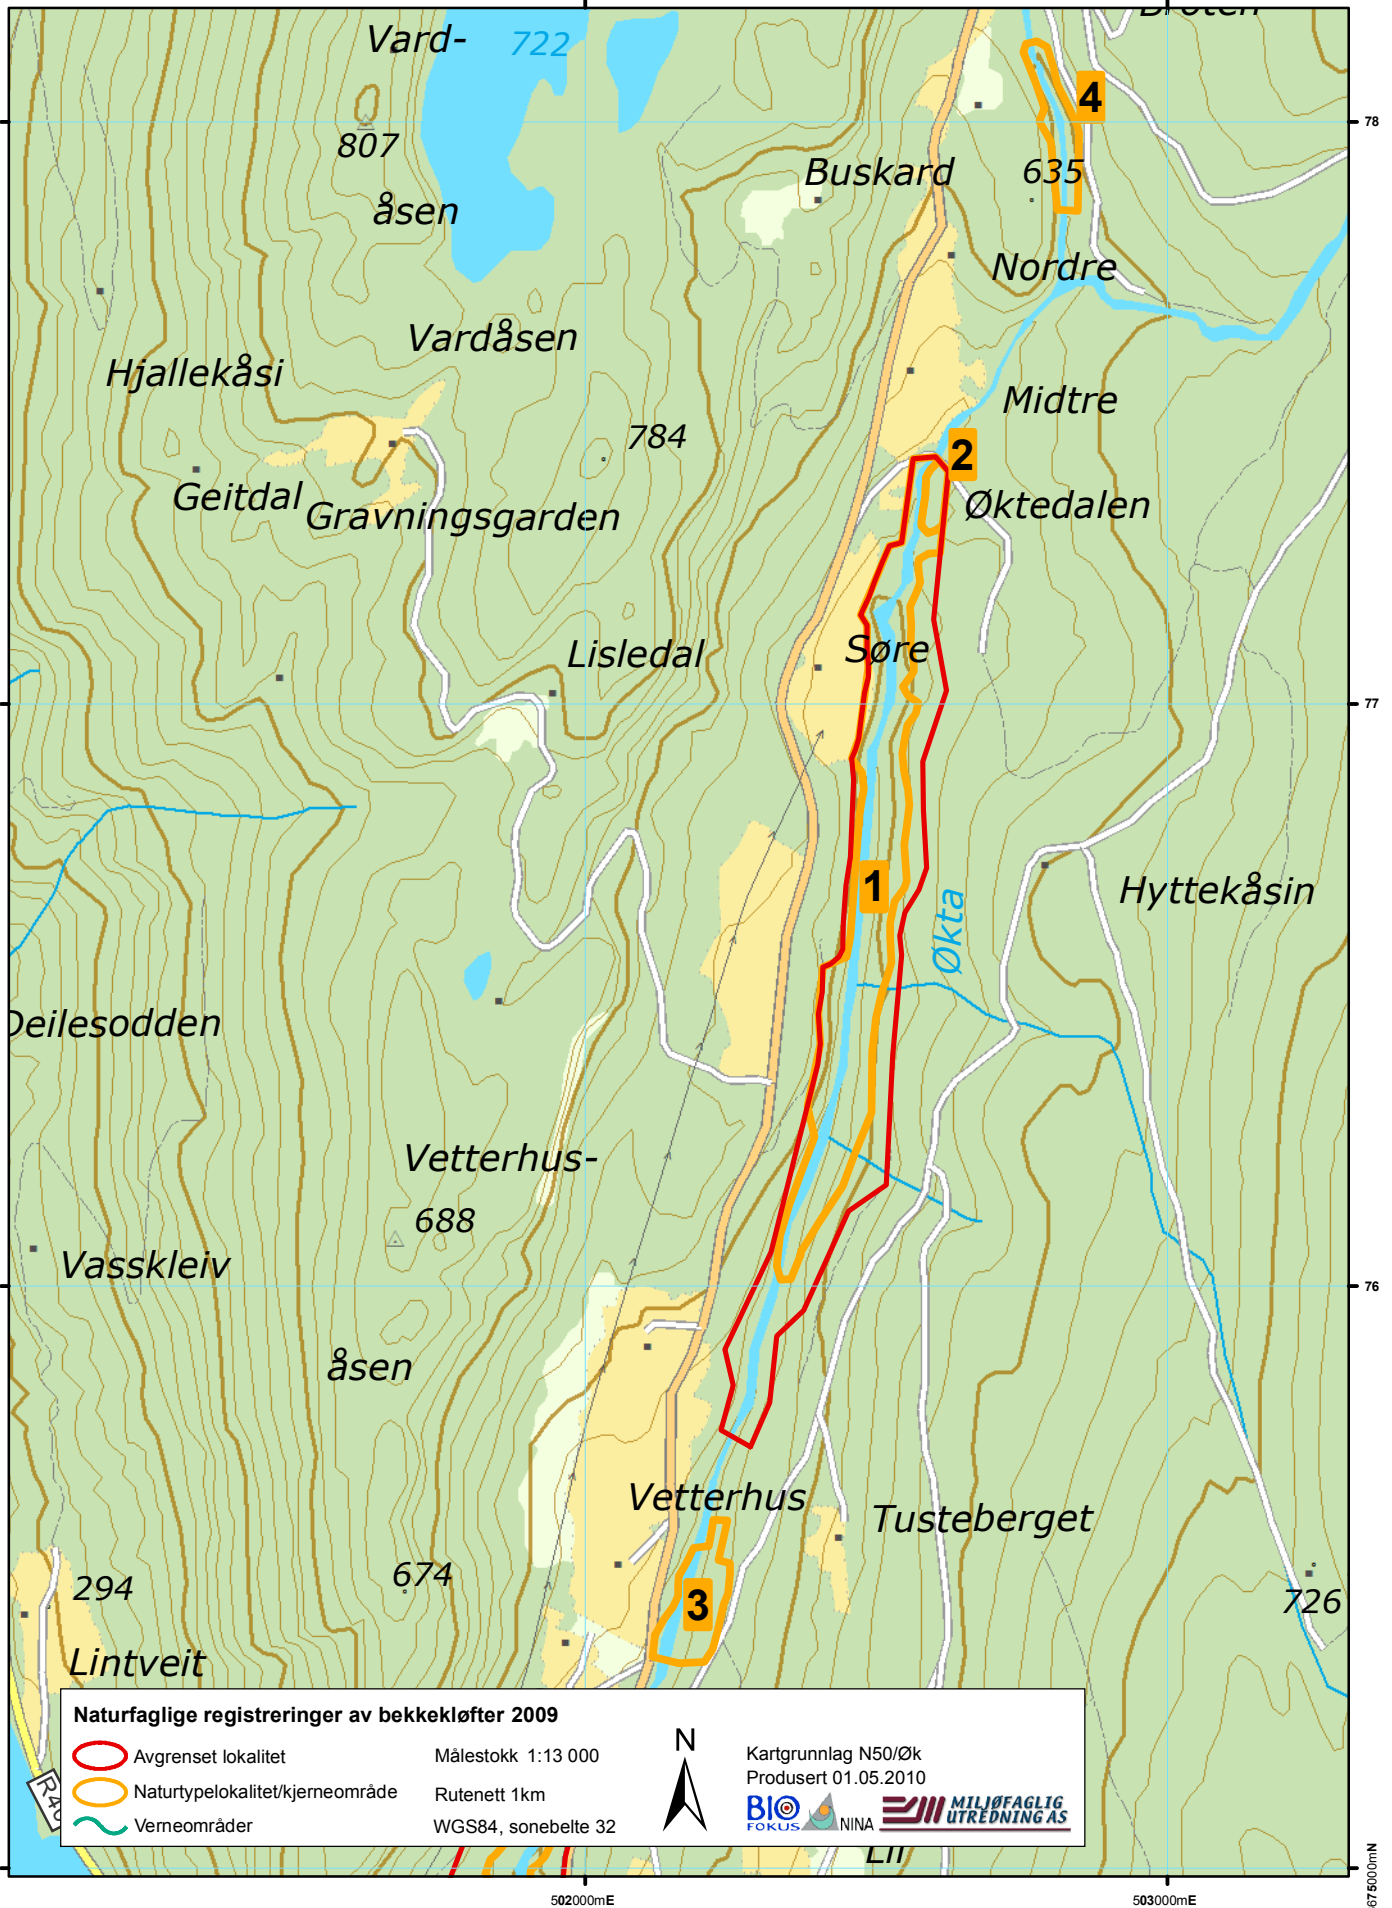 Vard-
722
4
78
807
Buskard
635
åsen
Nordre
Vardåsen
Hjallekåsi
Midtre
784
2
Geitdal
Gravningsgarden
Øktedalen
Søre
Lisledal
77
1
Hyttekåsin
Økta
Deilesodden
Vetterhus-
688
Vasskleiv
76
åsen
Vetterhus
Tusteberget
294
674
3
726
Lintveit
Naturfaglige registreringer av bekkekløfter 2009
Avgrenset lokalitet
Naturtypelokalitet/kjerneområde
Verneområder
Målestokk 1:13 000
Rutenett 1km
WGS84, sonebelte 32
N
Kartgrunnlag N50/Øk
Produsert 01.05.2010
BIO
FOKUS
NINA
MILJØFAGLIG
UTREDNING AS
502000mE
503000mE
675000mN